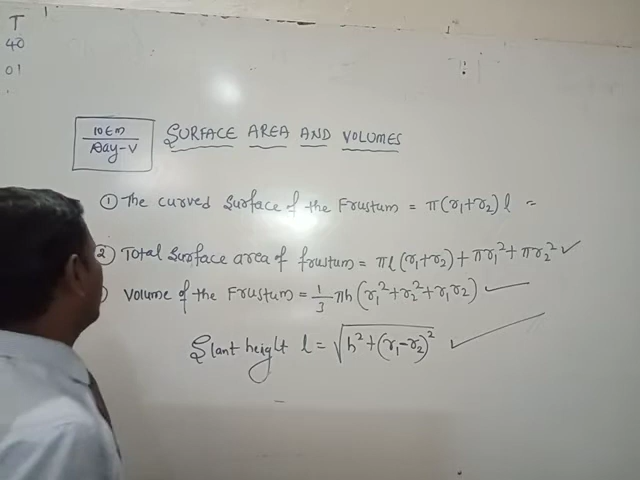 T
40
01
10EM
Day-V
SURFACE AREA AND VOLUMES
① The curved surface of the Frustum = π(r₁+r₂)l =
② Total surface area of frustum = πl(r₁+r₂)+πr₁²+πr₂² ✓
Volume of the Frustum = 1/3 πh(r₁²+r₂²+r₁r₂) ✓
Slant height l = √h²+(r₁-r₂)² ✓